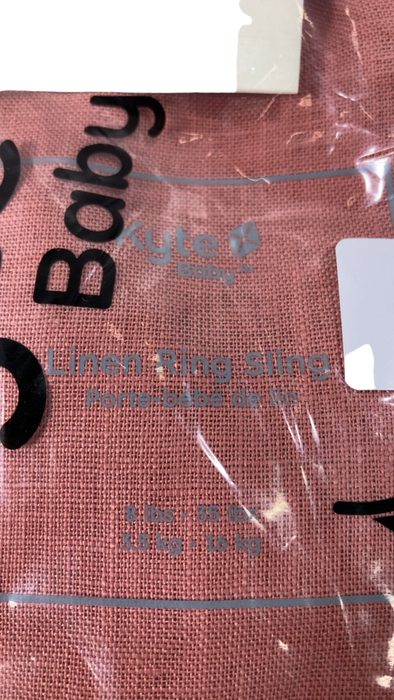 Baby
Kyte
Baby
Linen Ring Sling
Porte-bébé de lin
8 lbs - 35 lbs
3.5 kg - 16 kg